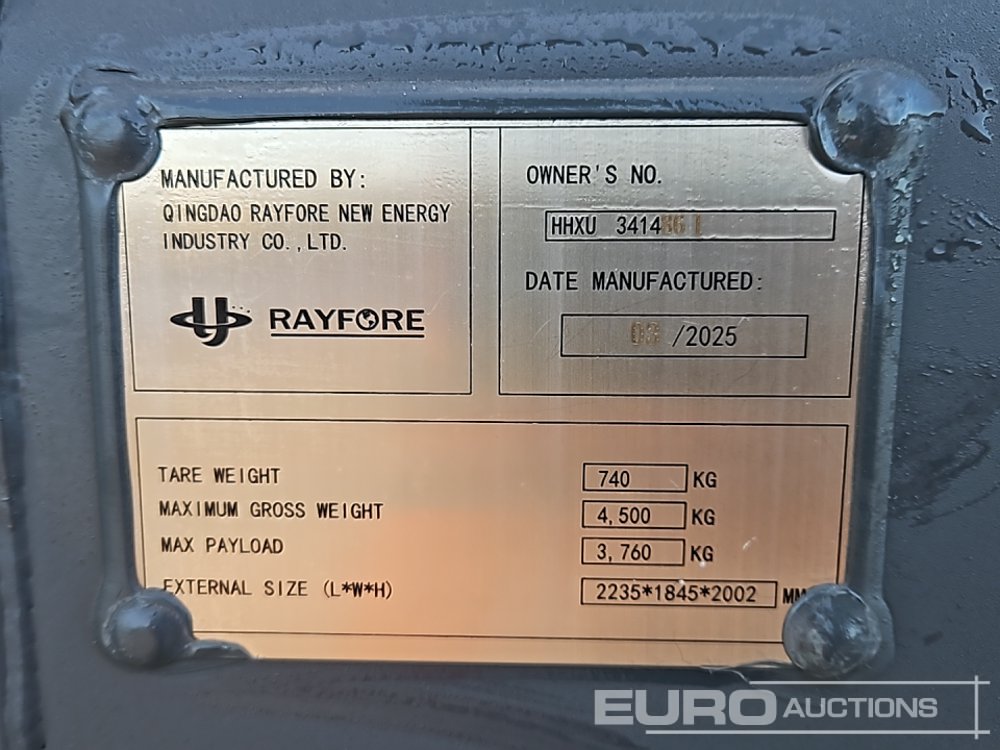 MANUFACTURED BY:
QINGDAO RAYFORE NEW ENERGY
INDUSTRY CO.,LTD.
RAYFORE
OWNER'S NO.
HHXU 3414
DATE MANUFACTURED:
03 /2025
TARE WEIGHT 740 KG
MAXIMUM GROSS WEIGHT 4,500 KG
MAX PAYLOAD 3,760 KG
EXTERNAL SIZE (L*W*H) 2235*1845*2002 MM
EURO AUCTIONS